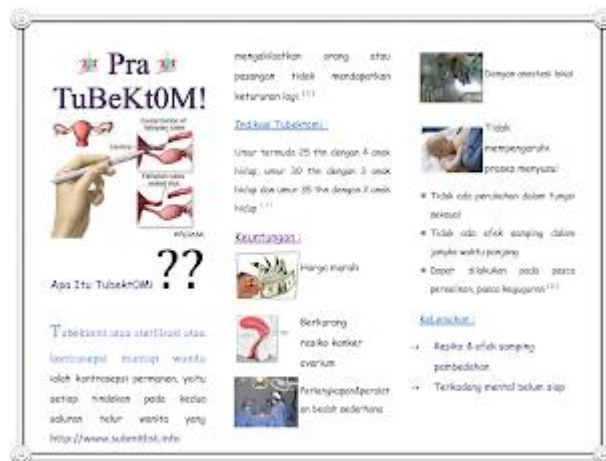 Pra
TuBeKt0M!
Apa Itu Tubekt0Mi ??
Tubektomi atau sterilisasi atau
kontrasepsi mantap wanita
ialah kontrasepsi permanen, yaitu
setiap tindakan pada kedua
saluran telur wanita yang
http://www.submitlist.info
mengakibatkan orang atau
pasangan tidak mendapatkan
keturunan lagi.
Indikasi Tubektomi :
Umur termuda 25 thn dengan 4 anak
hidup, umur 30 thn dengan 3 anak
hidup dan umur 35 thn dengan 2 anak
hidup
Keuntungan :
Harga murah
Berkurang
resiko kanker
ovarium
Perlengkapan&peralat
an bedah sederhana
Dengan anastesi lokal
Tidak
mempengaruhi
proses menyusui
Tidak ada perubahan dalam fungsi
seksual
Tidak ada efek samping dalam
jangka waktu panjang
Dapat dilakukan pada pasca
persalinan, pasca keguguran
Kelemahan :
→ Resiko & efek samping
pembedahan
→ Terkadang mental belum siap